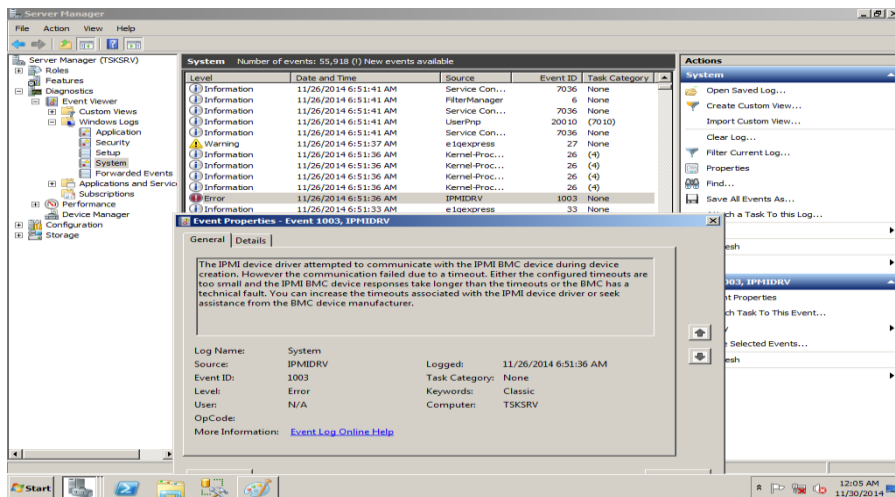 Server Manager
File Action View Help
Server Manager (TSKSRV)
Roles
Features
Diagnostics
Event Viewer
Custom Views
Windows Logs
Application
Security
Setup
System
Forwarded Events
Applications and Service
Subscriptions
Performance
Device Manager
Configuration
Storage
System Number of events: 55,918 (!) New events available
Level Date and Time Source Event ID Task Category
Information 11/26/2014 6:51:41 AM Service Con... 7036 None
Information 11/26/2014 6:51:41 AM FilterManager 6 None
Information 11/26/2014 6:51:41 AM Service Con... 7036 None
Information 11/26/2014 6:51:41 AM UserPnp 20010 (7010)
Information 11/26/2014 6:51:41 AM Service Con... 7036 None
Warning 11/26/2014 6:51:37 AM e1qexpress 27 None
Information 11/26/2014 6:51:36 AM Kernel-Proc... 26 (4)
Information 11/26/2014 6:51:36 AM Kernel-Proc... 26 (4)
Information 11/26/2014 6:51:36 AM Kernel-Proc... 26 (4)
Information 11/26/2014 6:51:36 AM Kernel-Proc... 26 (4)
Error 11/26/2014 6:51:36 AM IPMIDRV 1003 None
Information 11/26/2014 6:51:33 AM e1qexpress 33 None
Event Properties - Event 1003, IPMIDRV
General Details
The IPMI device driver attempted to communicate with the IPMI BMC device during device
creation. However the communication failed due to a timeout. Either the configured timeouts are
too small and the IPMI BMC device responses take longer than the timeouts or the BMC has a
technical fault. You can increase the timeouts associated with the IPMI device driver or seek
assistance from the BMC device manufacturer.
Log Name: System
Source: IPMIDRV Logged: 11/26/2014 6:51:36 AM
Event ID: 1003 Task Category: None
Level: Error Keywords: Classic
User: N/A Computer: TSKSRV
OpCode:
More Information: Event Log Online Help
Actions
System
Open Saved Log...
Create Custom View...
Import Custom View...
Clear Log...
Filter Current Log...
Properties
Find...
Save All Events As...
ch a Task To this Log...
esh
003, IPMIDRV
nt Properties
ch Task To This Event...
y
e Selected Events...
esh
Start
12:05 AM
11/30/2014